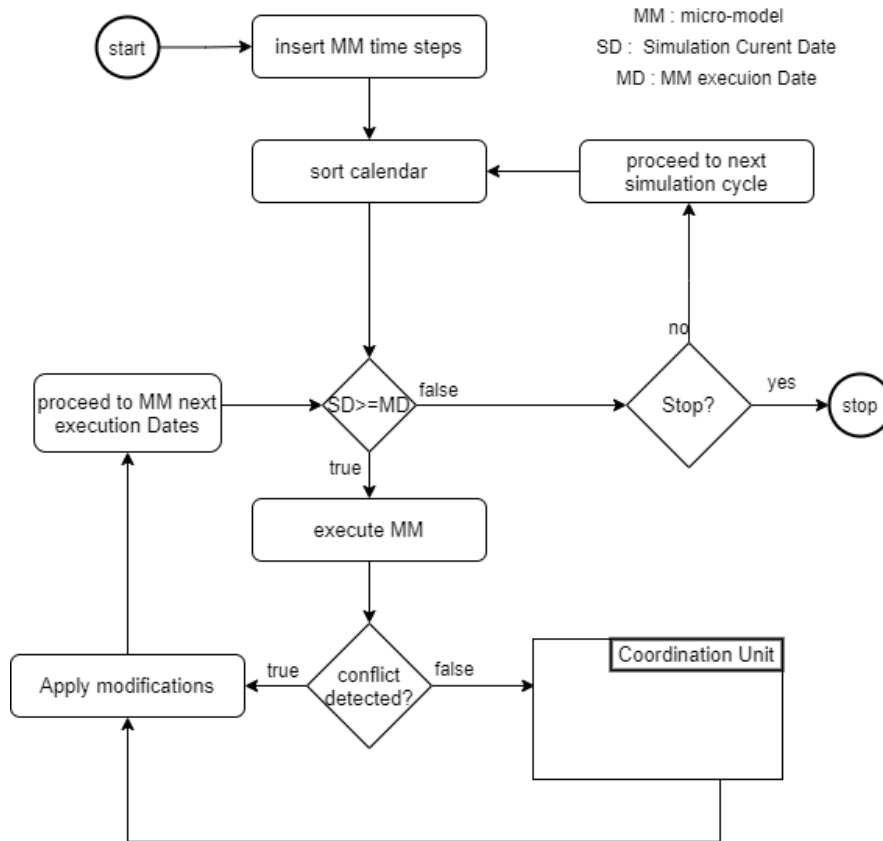 MM : micro-model
SD : Simulation Curent Date
MD : MM execuion Date
start
insert MM time steps
sort calendar
proceed to next
simulation cycle
no
proceed to MM next
execution Dates
SD>=MD
false
Stop?
yes
stop
true
execute MM
Apply modifications
true
conflict
detected?
false
Coordination Unit